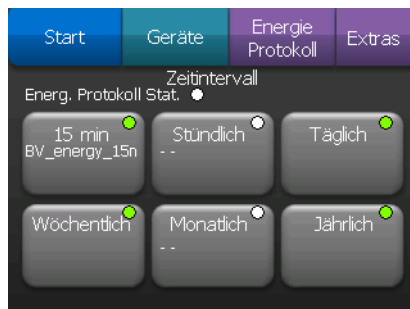 Start
Geräte
Energie
Protokoll
Extras
Zeitintervall
Energ. Protokoll Stat.
15 min
BV_energy_15n
Stündlich
--
Täglich
Wöchentlich
Monatlich
--
Jährlich